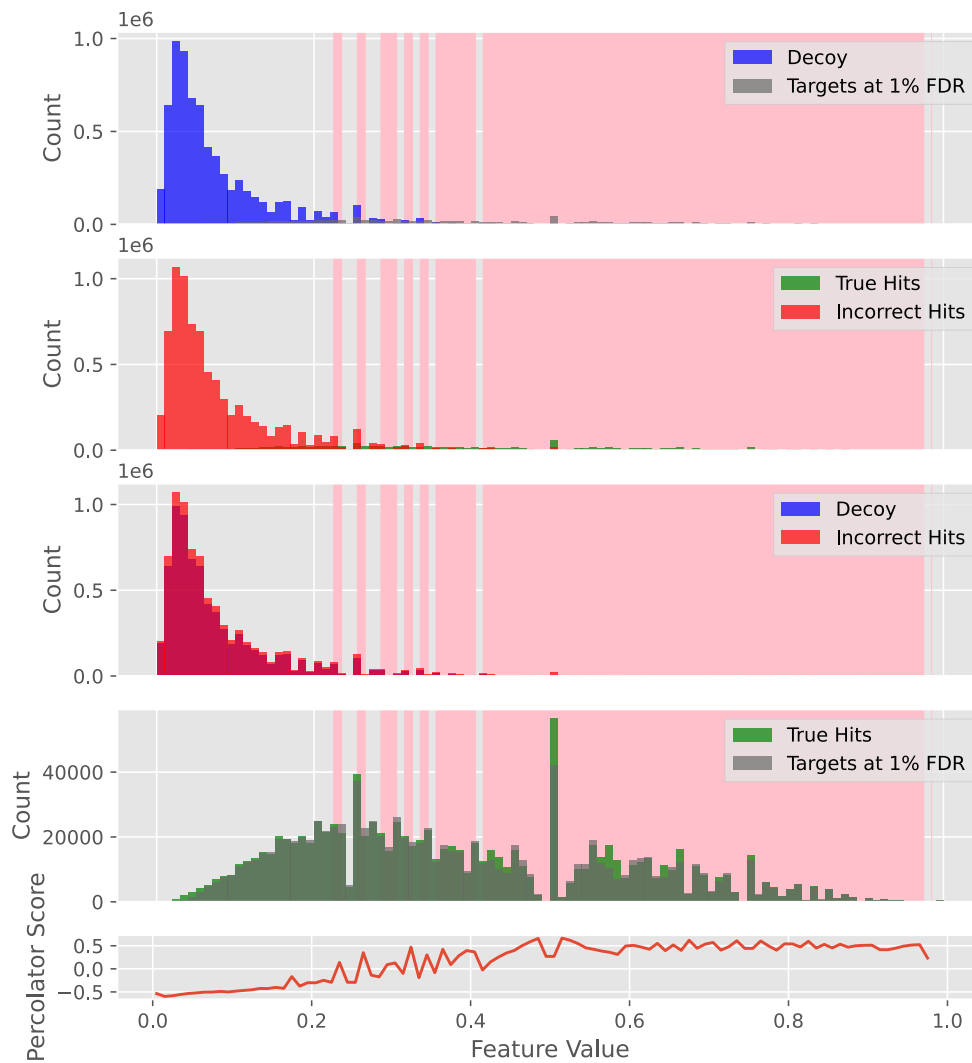 1e6
1.0
0.5
0.0
Count
Decoy
Targets at 1% FDR
1e6
1.0
0.5
0.0
Count
True Hits
Incorrect Hits
1e6
1.0
0.5
0.0
Count
Decoy
Incorrect Hits
40000
20000
0
Count
True Hits
Targets at 1% FDR
Percolator Score
0.5
0.0
−0.5
0.0 0.2 0.4 0.6 0.8 1.0
Feature Value